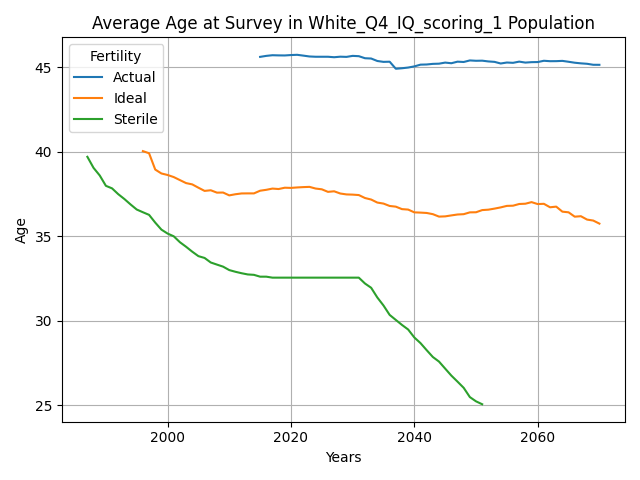 Average Age at Survey in White_Q4_IQ_scoring_1 Population
Fertility
Actual
Ideal
Sterile
Age
45
40
35
30
25
2000
2020
2040
2060
Years